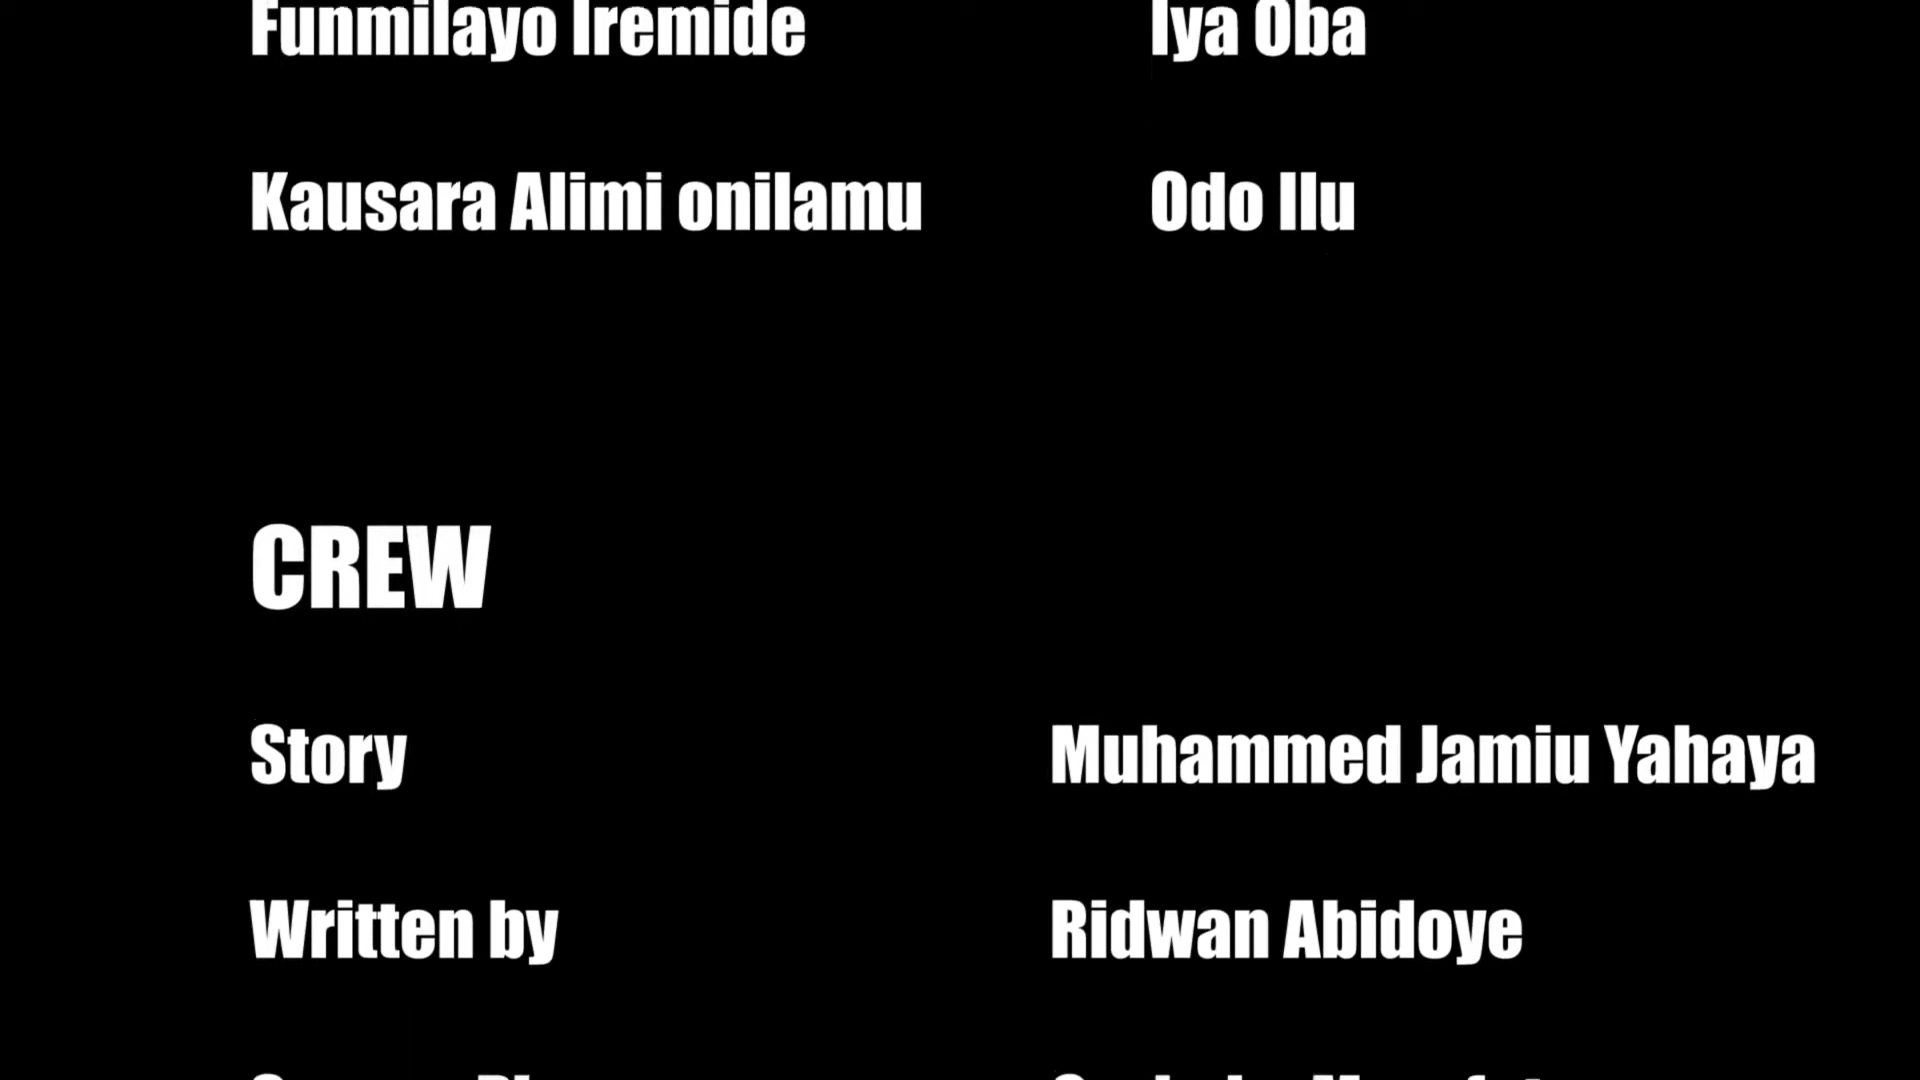 Funmilayo Iremide Iya Oba
Kausara Alimi onilamu Odo Ilu
CREW
Story Muhammed Jamiu Yahaya
Written by Ridwan Abidoye